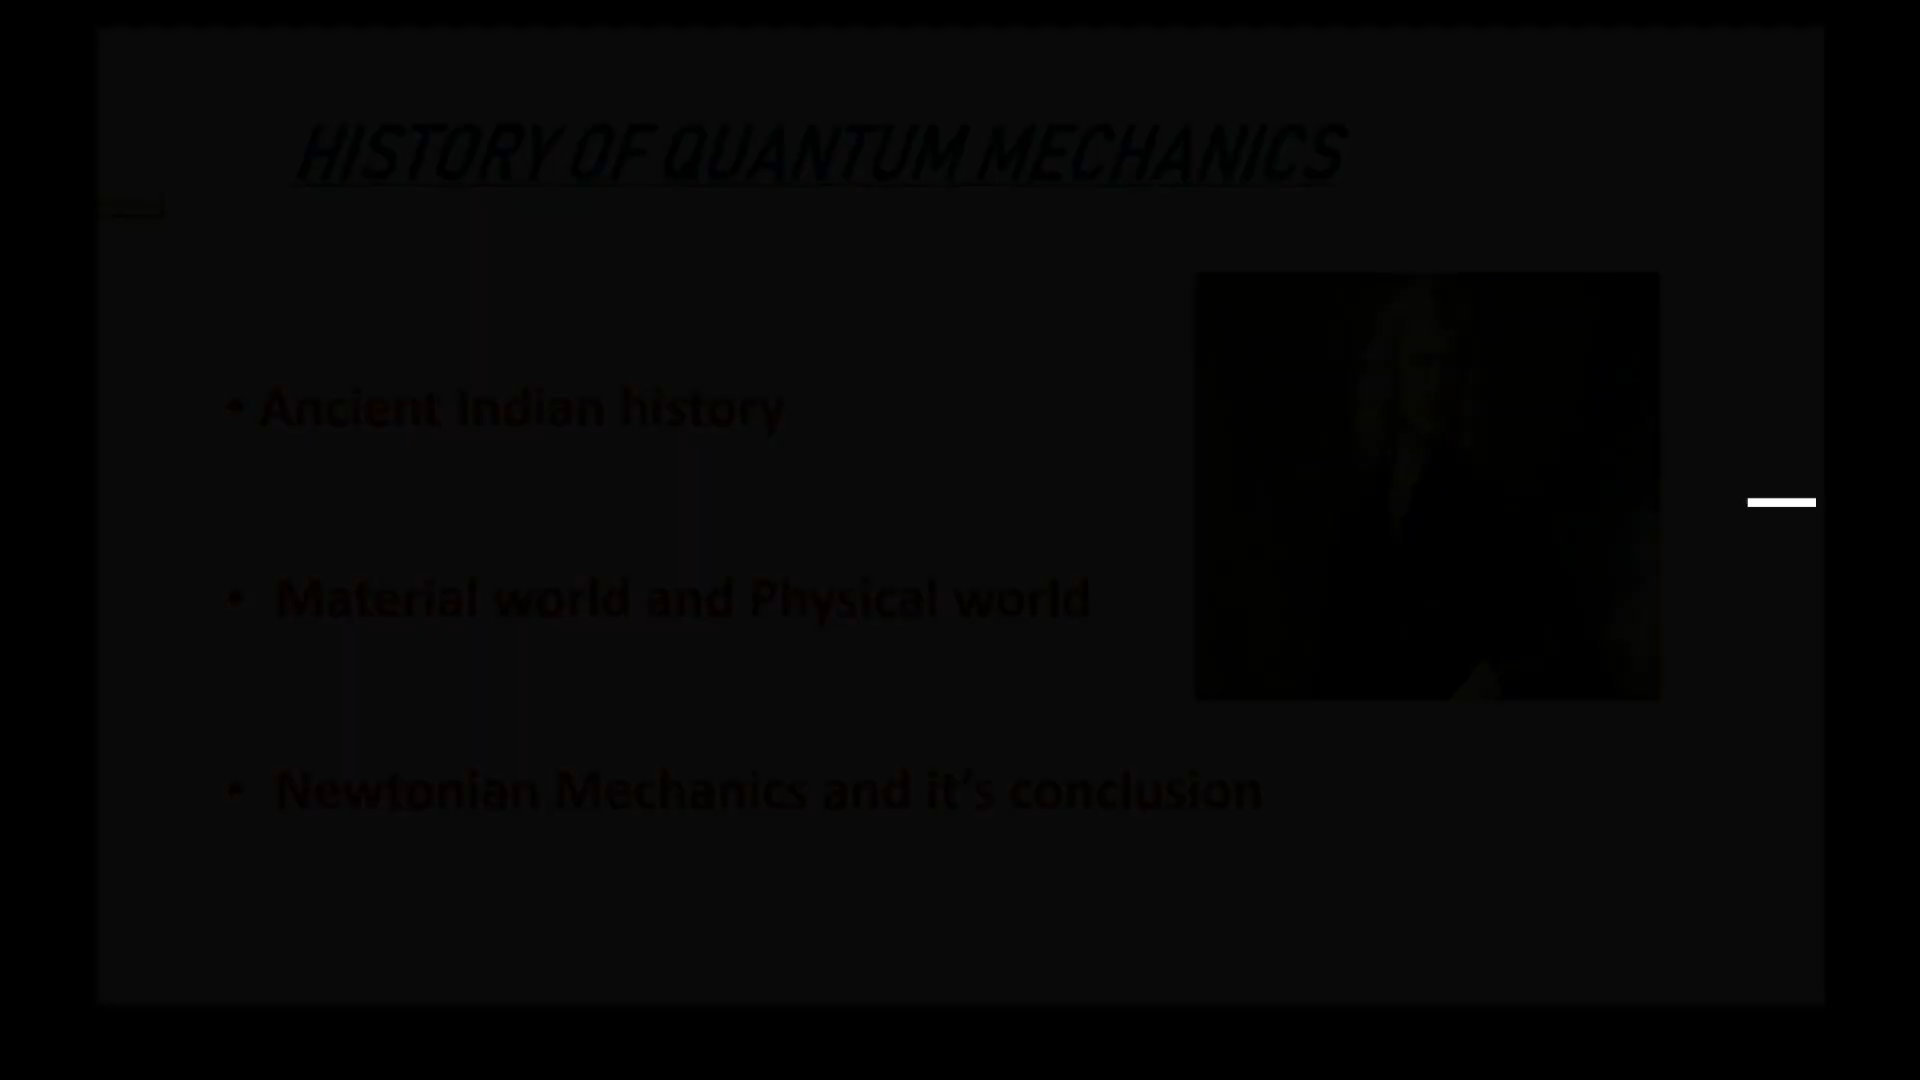 HISTORY OF QUANTUM MECHANICS
• Ancient Indian history
• Material world and Physical world
• Newtonian Mechanics and it’s conclusion